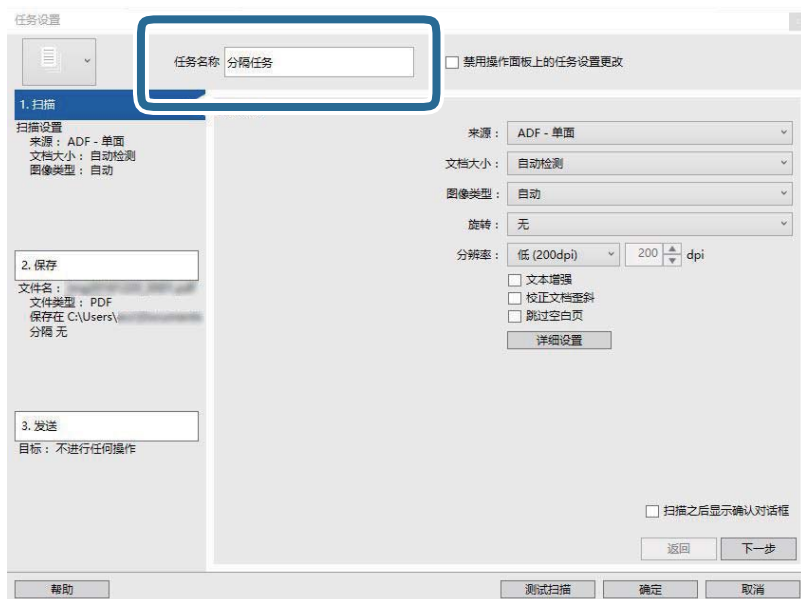 任务设置
任务名称 分隔任务
禁用操作面板上的任务设置更改
1. 扫描
扫描设置
来源： ADF - 单面
文档大小： 自动检测
图像类型： 自动
2. 保存
文件名：
文件类型： PDF
保存在 C:\Users\
分隔 无
3. 发送
目标： 不进行任何操作
来源： ADF - 单面
文档大小： 自动检测
图像类型： 自动
旋转： 无
分辨率： 低 (200dpi) 200 dpi
文本增强
校正文档歪斜
跳过空白页
详细设置
扫描之后显示确认对话框
返回 下一步
帮助 测试扫描 确定 取消